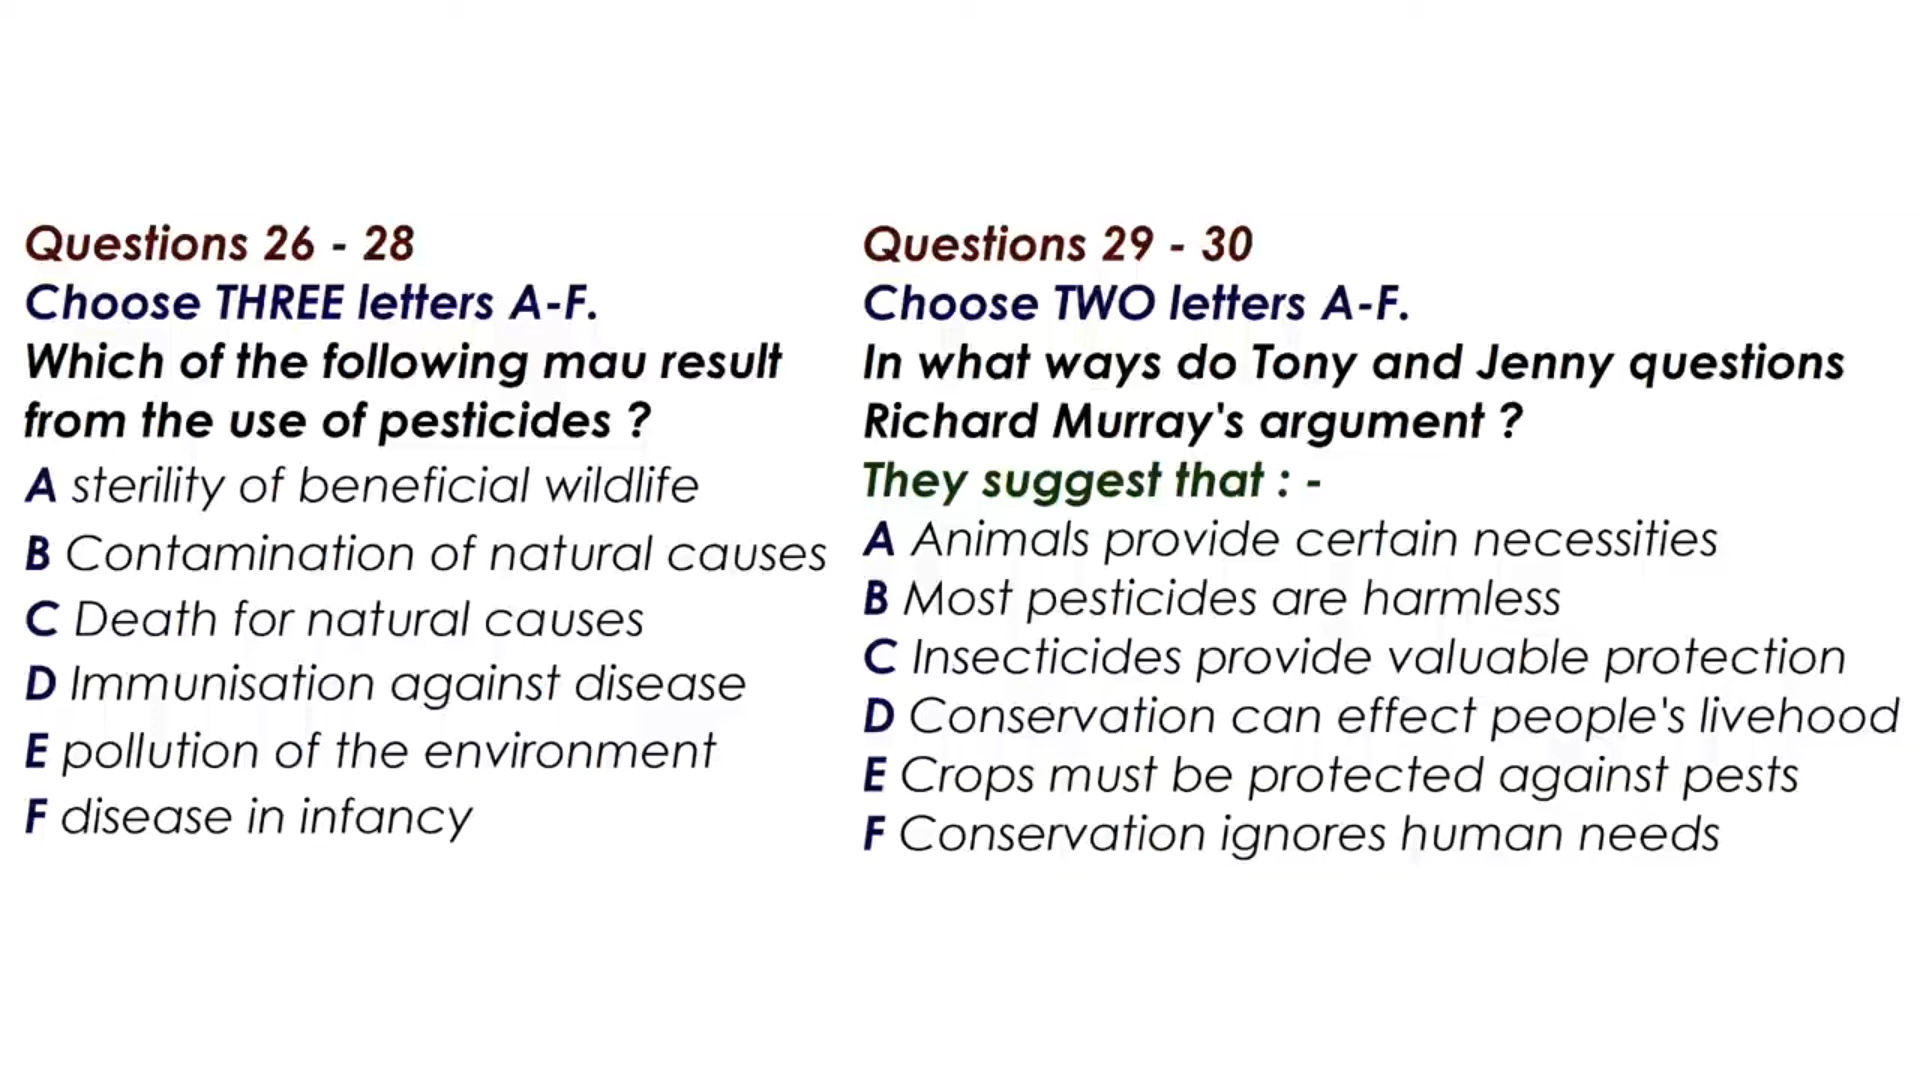 Questions 26 - 28
Choose THREE letters A-F.
Which of the following mau result
from the use of pesticides ?
A sterility of beneficial wildlife
B Contamination of natural causes
C Death for natural causes
D Immunisation against disease
E pollution of the environment
F disease in infancy
Questions 29 - 30
Choose TWO letters A-F.
In what ways do Tony and Jenny questions
Richard Murray's argument ?
They suggest that : -
A Animals provide certain necessities
B Most pesticides are harmless
C Insecticides provide valuable protection
D Conservation can effect people's livehood
E Crops must be protected against pests
F Conservation ignores human needs